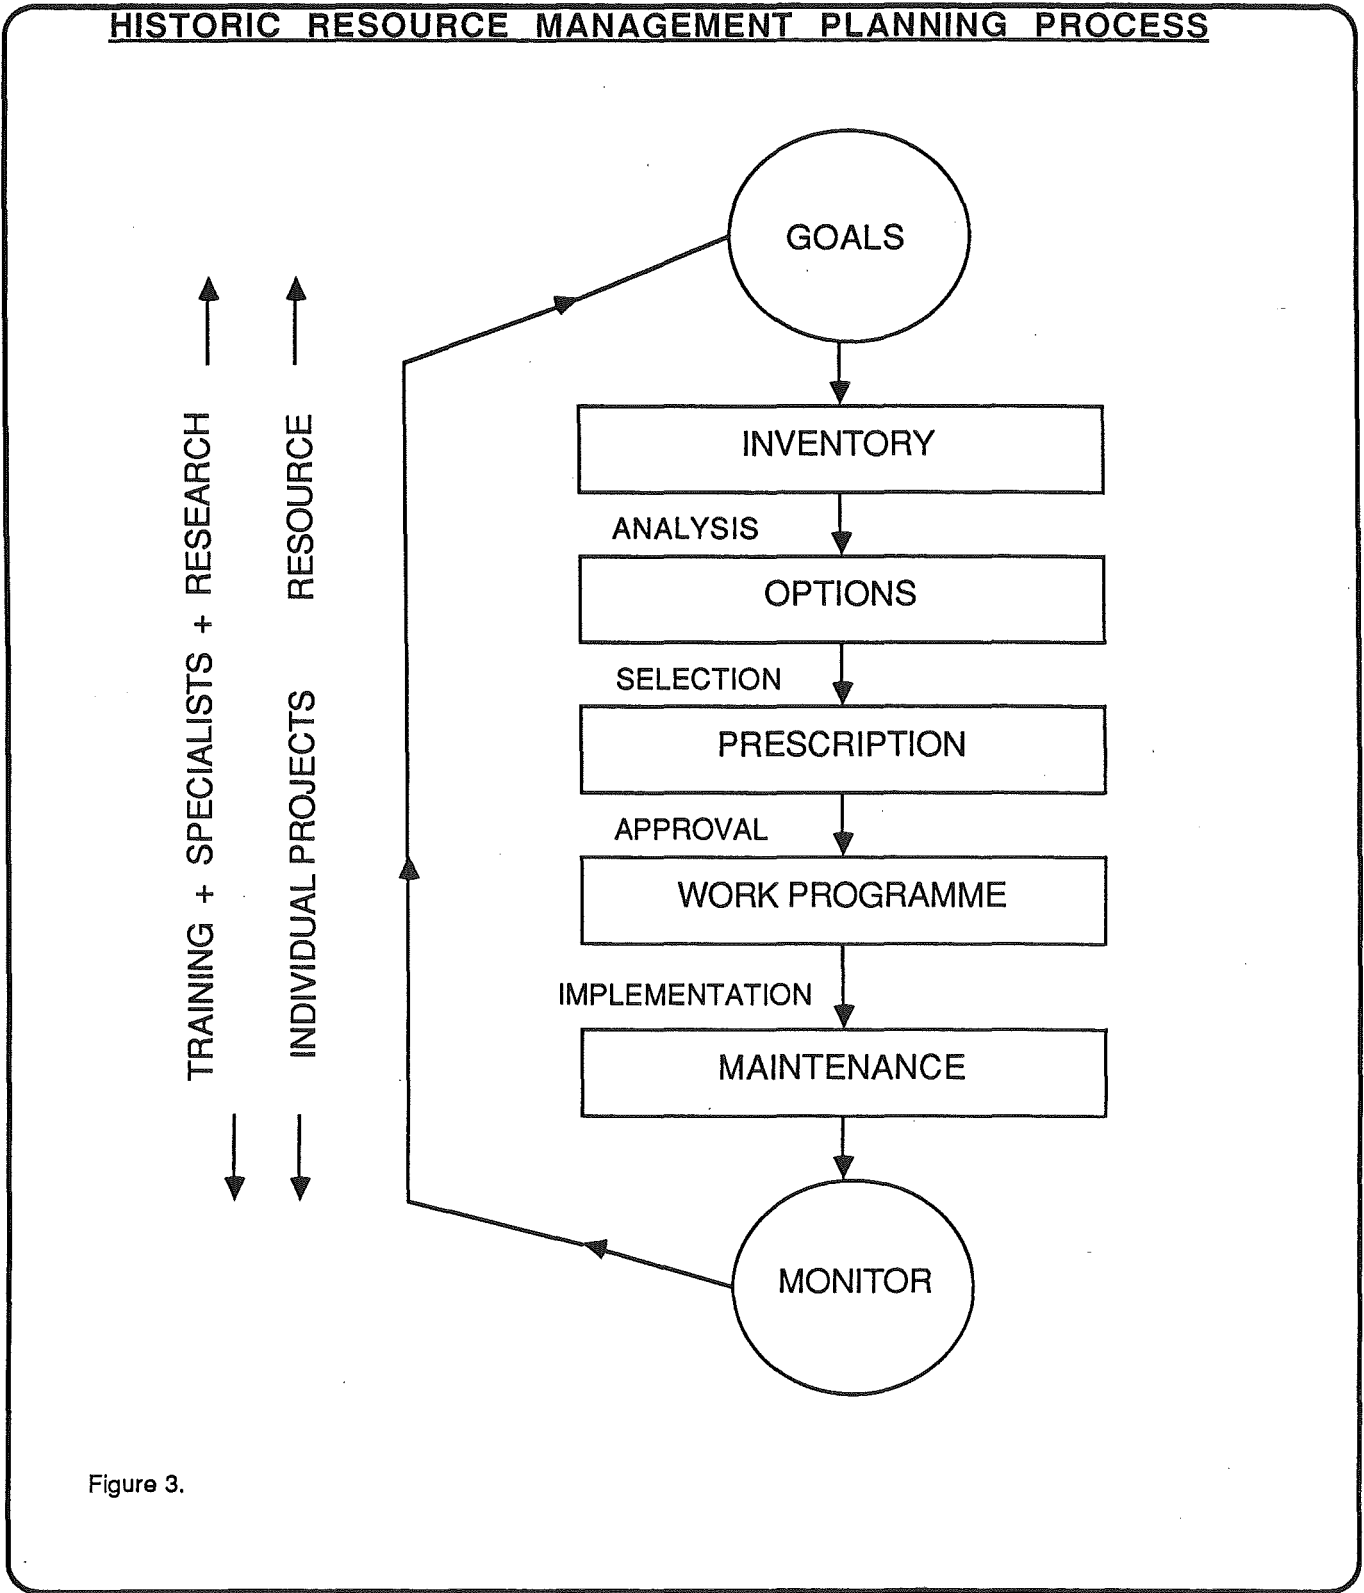 HISTORIC RESOURCE MANAGEMENT PLANNING PROCESS
GOALS
INVENTORY
ANALYSIS
OPTIONS
SELECTION
PRESCRIPTION
APPROVAL
WORK PROGRAMME
IMPLEMENTATION
MAINTENANCE
MONITOR
TRAINING + SPECIALISTS + RESEARCH
INDIVIDUAL PROJECTS RESOURCE
Figure 3.